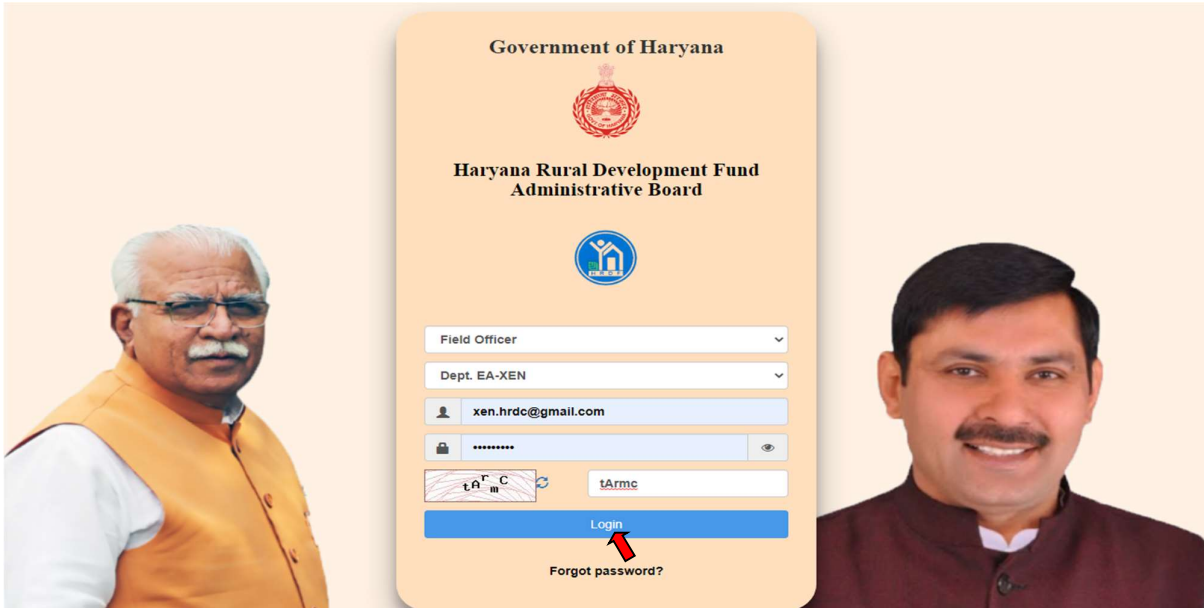 Government of Haryana
Haryana Rural Development Fund
Administrative Board
H R D F
Field Officer
Dept. EA-XEN
xen.hrdc@gmail.com
tArmC
tArmc
Login
Forgot password?